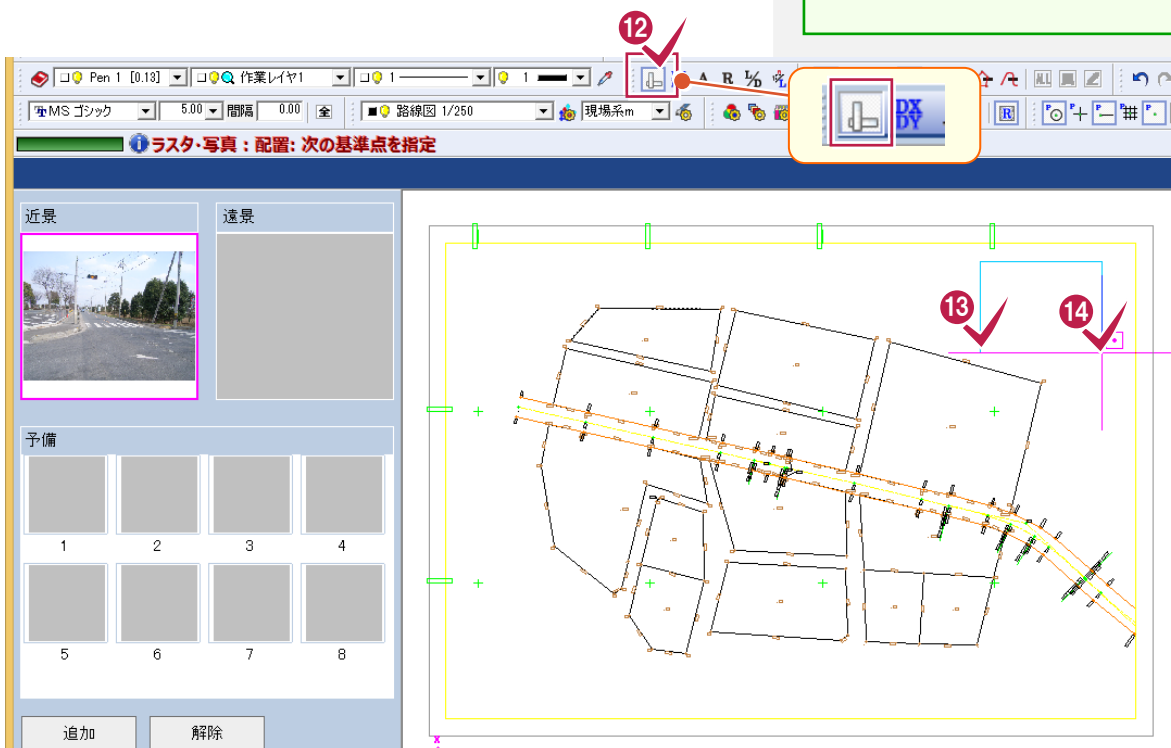 12
Pen 1 [0.13]
作業レイヤ1
1
1
A R
ALL
MS ゴシック
5.00
間隔
0.00
全
路線図 1/250
現場系m
DX
DY
R
ラスタ・写真 : 配置: 次の基準点を指定
近景
遠景
13
14
予備
1 2 3 4
5 6 7 8
追加
解除
x